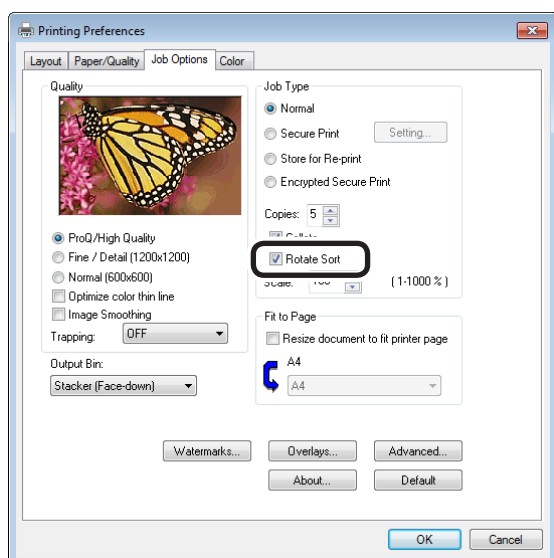 Printing Preferences
Layout Paper/Quality Job Options Color
Quality
ProQ/High Quality
Fine / Detail (1200x1200)
Normal (600x600)
Optimize color thin line
Image Smoothing
Trapping: OFF
Output Bin:
Stacker (Face-down)
Job Type
Normal
Secure Print Setting...
Store for Re-print
Encrypted Secure Print
Copies: 5
Collate
Rotate Sort
Scale: 100 (1-1000 %)
Fit to Page
Resize document to fit printer page
A4
A4
Watermarks... Overlays... Advanced...
About... Default
OK Cancel